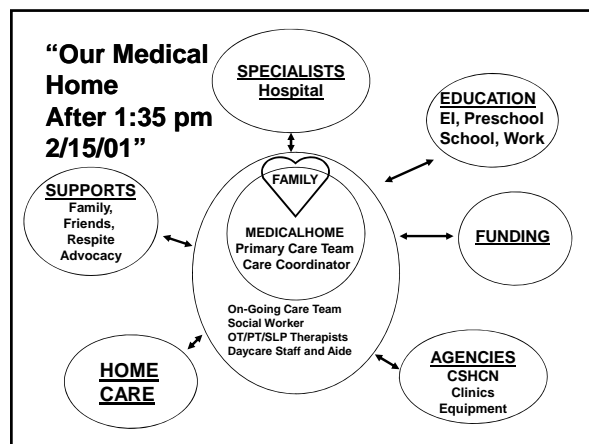 “Our Medical
Home
After 1:35 pm
2/15/01”
SPECIALISTS
Hospital
EDUCATION
EI, Preschool
School, Work
SUPPORTS
Family,
Friends,
Respite
Advocacy
FAMILY
MEDICALHOME
Primary Care Team
Care Coordinator
FUNDING
On-Going Care Team
Social Worker
OT/PT/SLP Therapists
Daycare Staff and Aide
HOME
CARE
AGENCIES
CSHCN
Clinics
Equipment